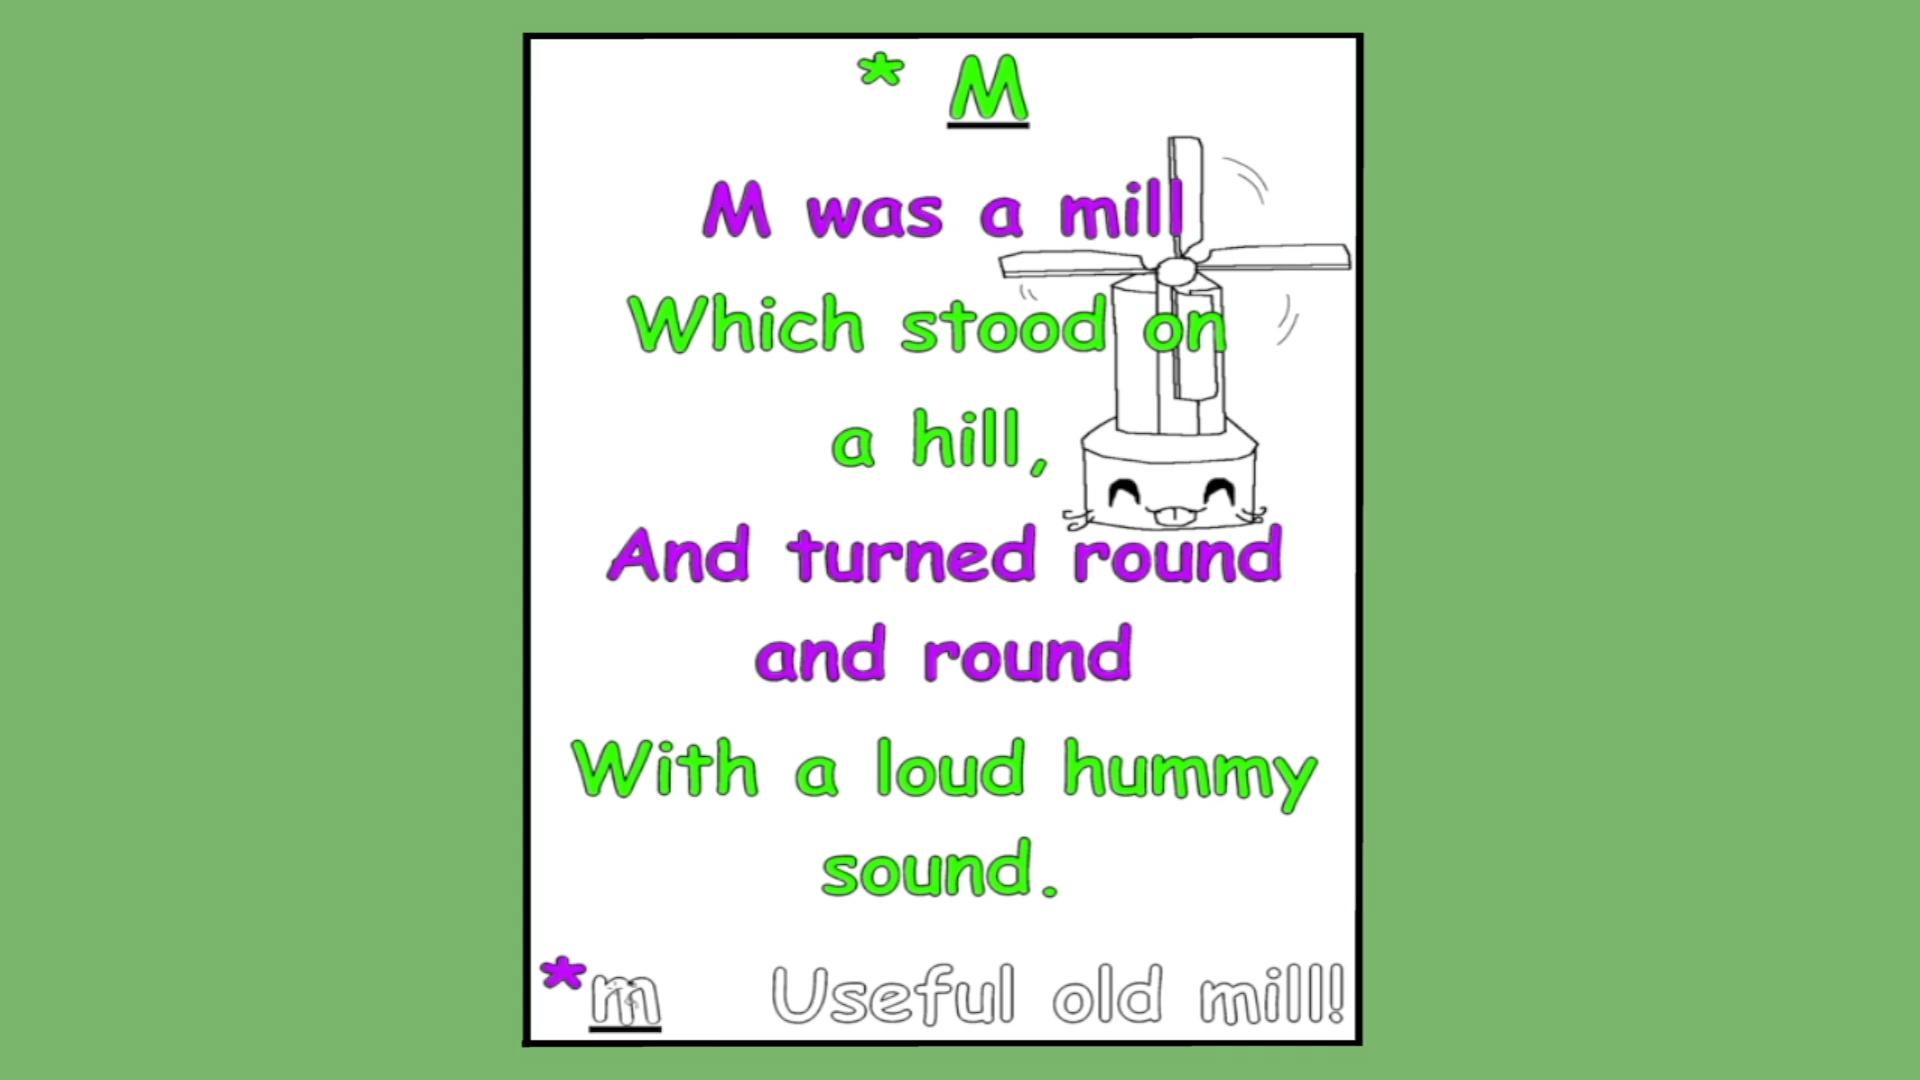 * M
M was a mill
Which stood on
a hill,
And turned round
and round
With a loud hummy
sound.
*m Useful old mill!